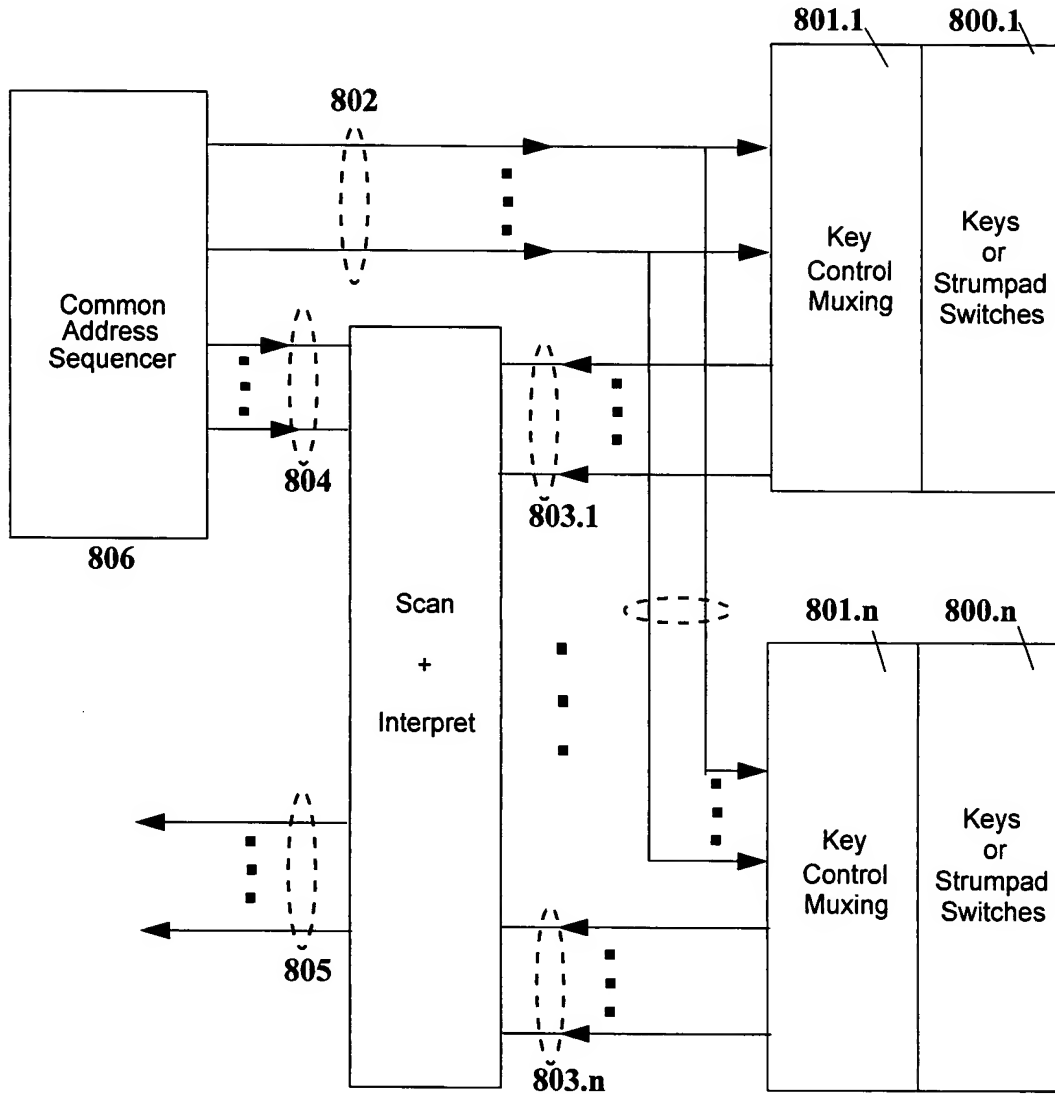 801.1
800.1
802
Common
Address
Sequencer
806
804
Key
Control
Muxing
Keys
or
Strumpad
Switches
803.1
Scan
+
Interpret
801.n
800.n
Key
Control
Muxing
Keys
or
Strumpad
Switches
805
803.n